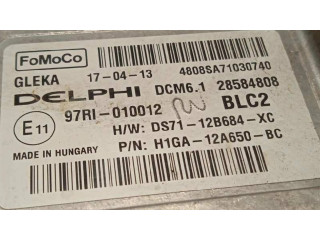 FoMoCo
GLEKA 17-04-13 4808SA71030740
DELPHI DCM6.1 28584808
E11 97RI-010012 BLC2
H/W: DS71-12B684-XC
MADE IN HUNGARY P/N: H1GA-12A650-BC